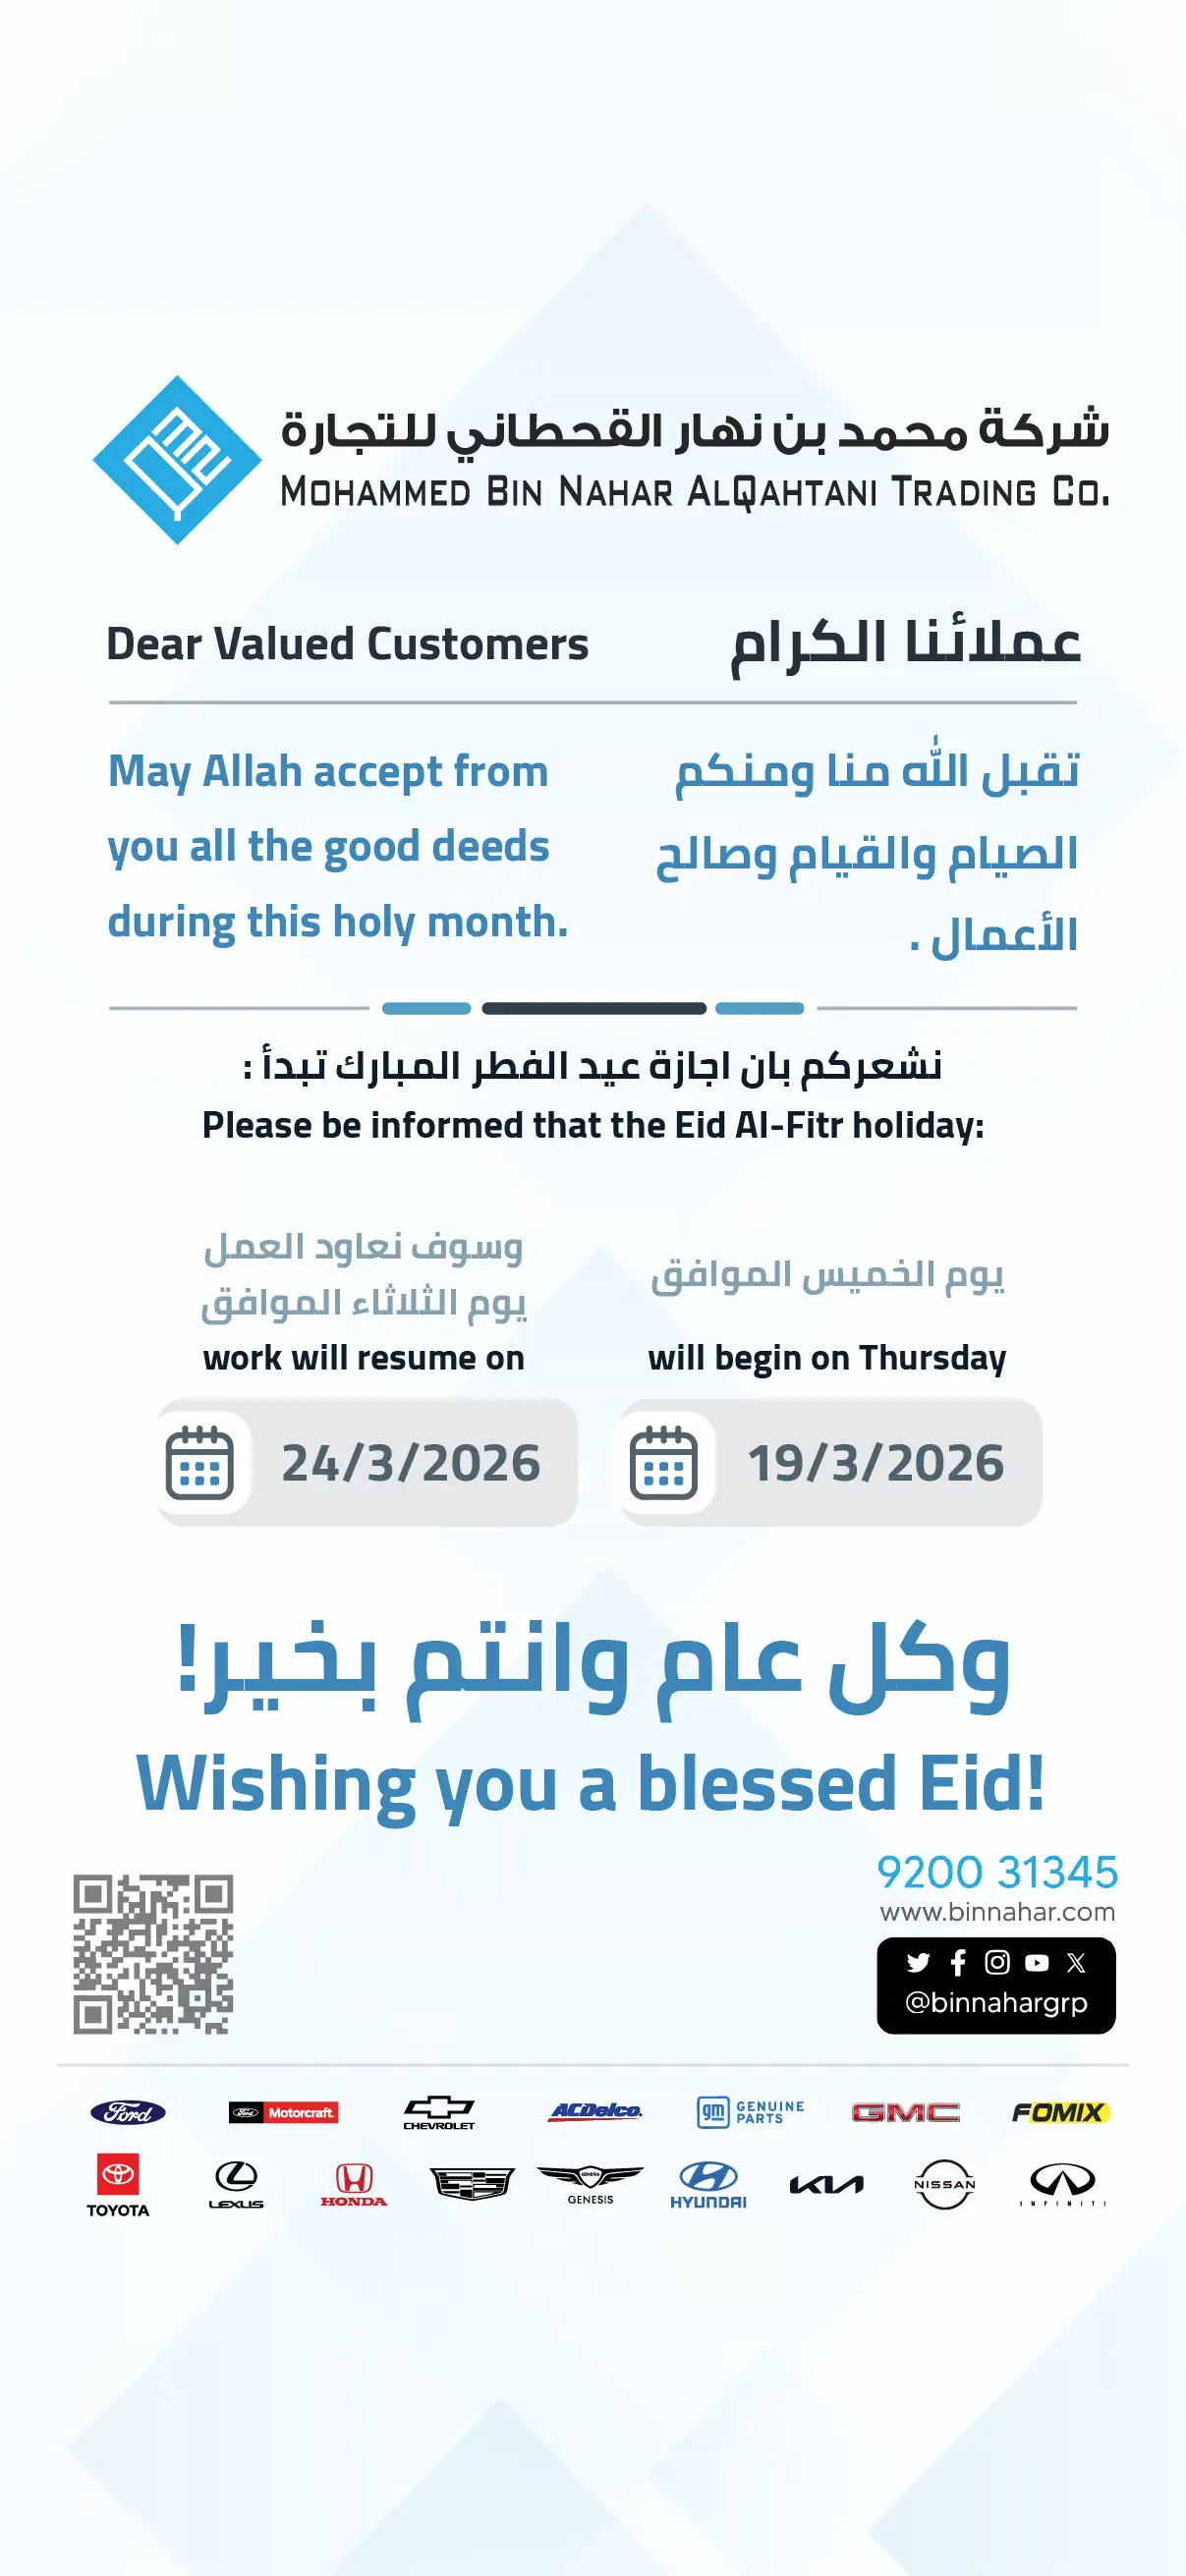 شركة محمد بن نهار القحطاني للتجارة
MOHAMMED BIN NAHAR ALQAHTANI TRADING CO.
عملائنا الكرام
Dear Valued Customers
تقبل الله منا ومنكم
الصيام والقيام وصالح
الأعمال .
May Allah accept from
you all the good deeds
during this holy month.
نشعركم بان اجازة عيد الفطر المبارك تبدأ :
Please be informed that the Eid Al-Fitr holiday:
يوم الخميس الموافق
will begin on Thursday
19/3/2026
وسوف نعاود العمل
يوم الثلاثاء الموافق
work will resume on
24/3/2026
وكل عام وانتم بخير!
Wishing you a blessed Eid!
9200 31345
www.binnahar.com
@binnahargrp
Ford
Ford Motorcraft
CHEVROLET
ACDelco
gm GENUINE PARTS
GMC
FOMIX
TOYOTA
LEXUS
HONDA
GENESIS
GENESIS
HYUNDAI
KIA
NISSAN
INFINITI